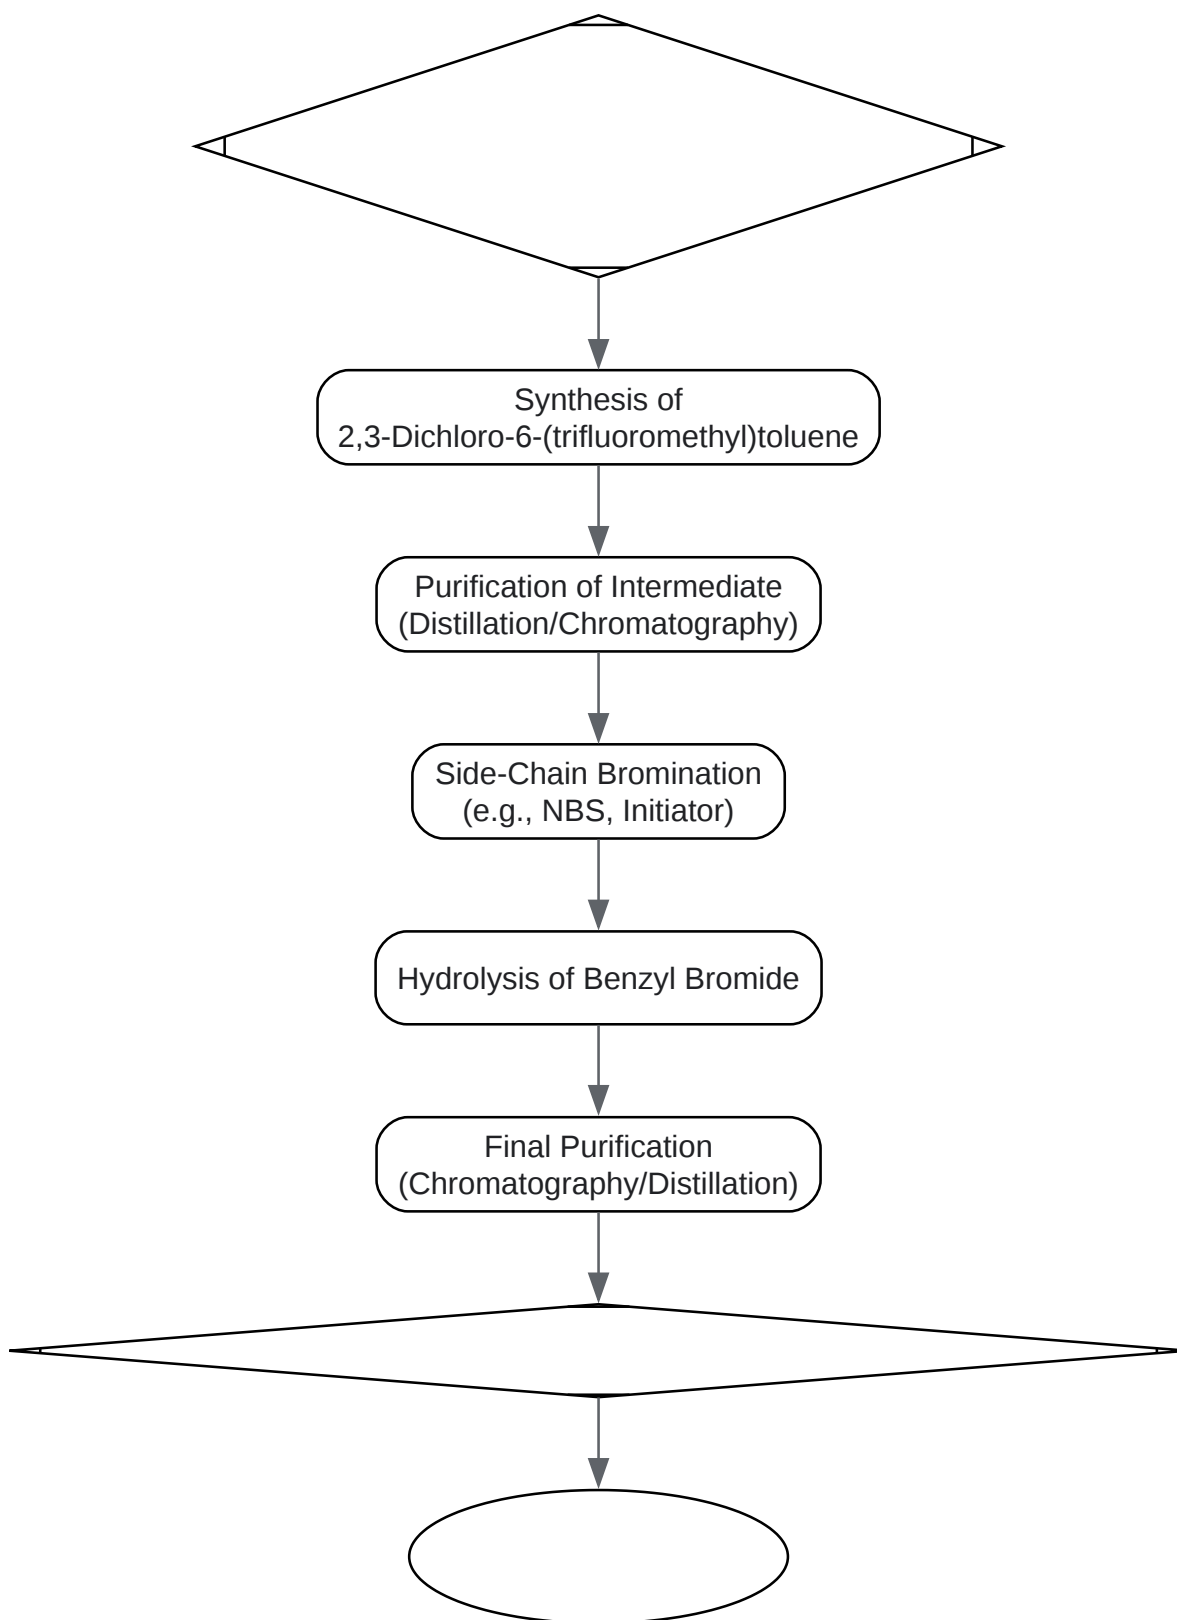 Synthesis of
2,3-Dichloro-6-(trifluoromethyl)toluene
Purification of Intermediate
(Distillation/Chromatography)
Side-Chain Bromination
(e.g., NBS, Initiator)
Hydrolysis of Benzyl Bromide
Final Purification
(Chromatography/Distillation)